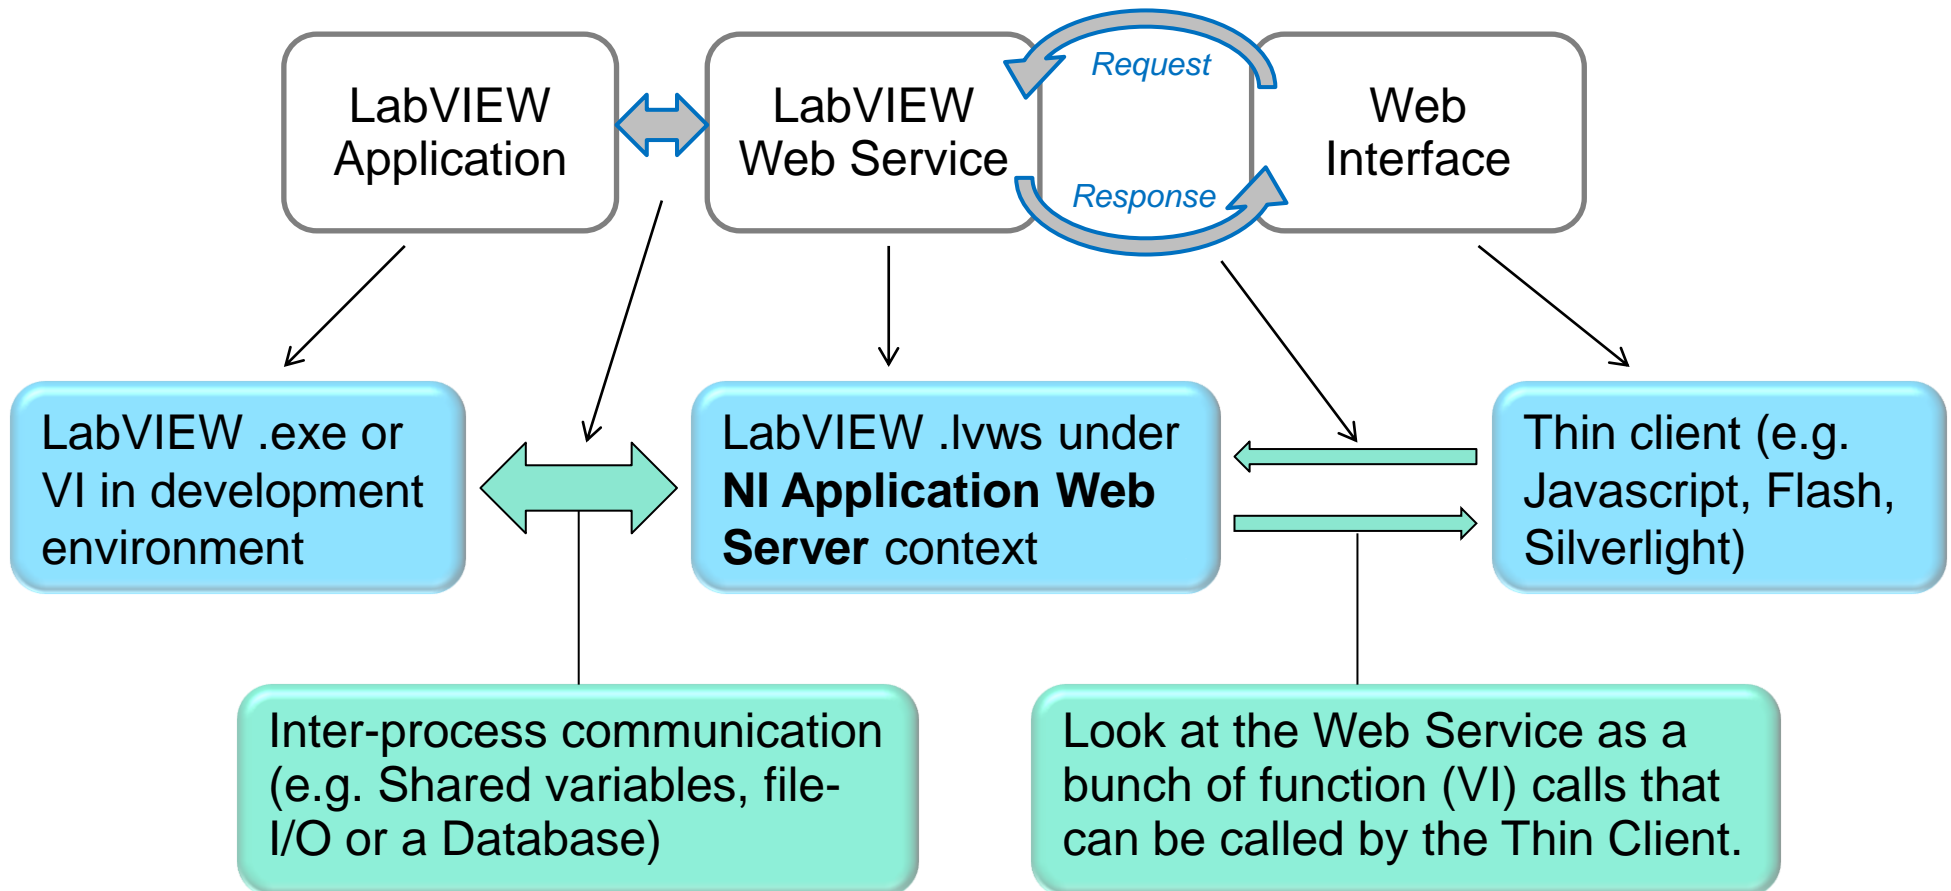 LabVIEW
Application
LabVIEW
Web Service
Request
Response
Web
Interface
LabVIEW .exe or
VI in development
environment
LabVIEW .lvws under
NI Application Web
Server context
Thin client (e.g.
Javascript, Flash,
Silverlight)
Inter-process communication
(e.g. Shared variables, file-
I/O or a Database)
Look at the Web Service as a
bunch of function (VI) calls that
can be called by the Thin Client.